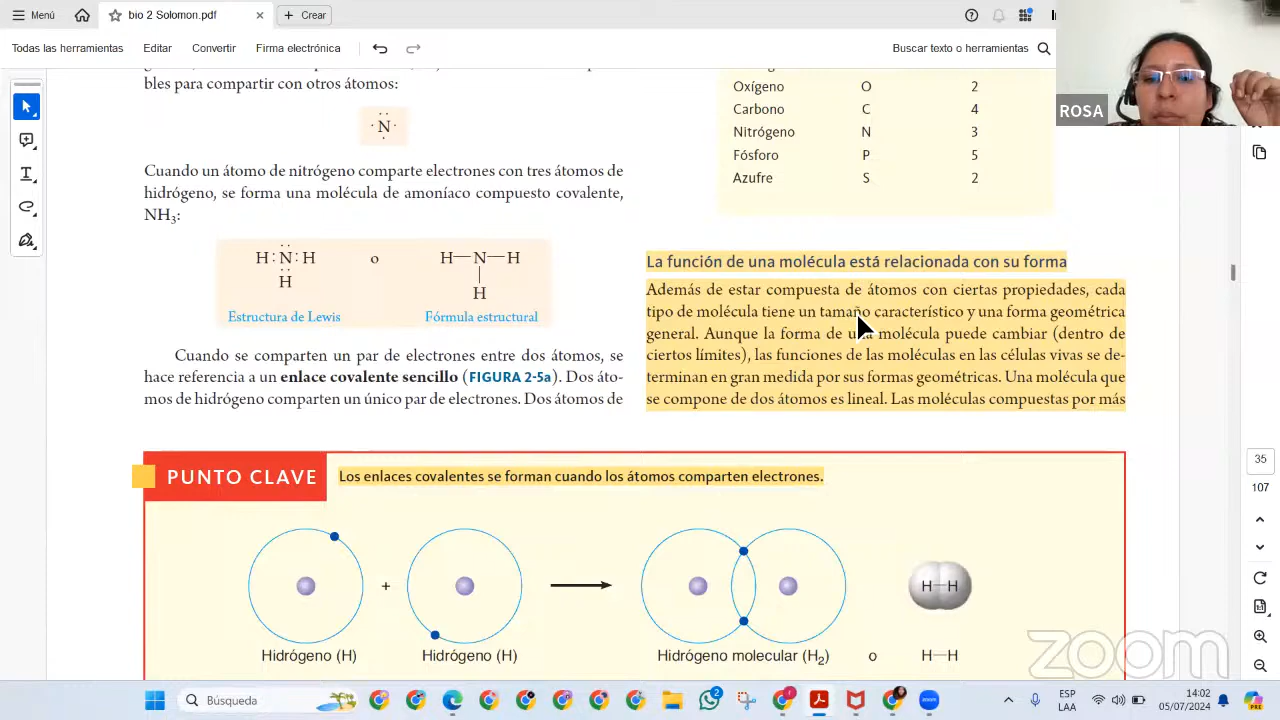 Menú
bio 2 Solomon.pdf
Crear
Todas las herramientas
Editar
Convertir
Firma electrónica
Buscar texto o herramientas
ROSA
bles para compartir con otros átomos:
N
Cuando un átomo de nitrógeno comparte electrones con tres átomos de
hidrógeno, se forma una molécula de amoníaco compuesto covalente,
NH3:
H : N : H o H—N—H
H H
Estructura de Lewis Fórmula estructural
Cuando se comparten un par de electrones entre dos átomos, se
hace referencia a un enlace covalente sencillo (FIGURA 2-5a). Dos áto-
mos de hidrógeno comparten un único par de electrones. Dos átomos de
Oxígeno O 2
Carbono C 4
Nitrógeno N 3
Fósforo P 5
Azufre S 2
La función de una molécula está relacionada con su forma
Además de estar compuesta de átomos con ciertas propiedades, cada
tipo de molécula tiene un tamaño característico y una forma geométrica
general. Aunque la forma de una molécula puede cambiar (dentro de
ciertos límites), las funciones de las moléculas en las células vivas se de-
terminan en gran medida por sus formas geométricas. Una molécula que
se compone de dos átomos es lineal. Las moléculas compuestas por más
PUNTO CLAVE Los enlaces covalentes se forman cuando los átomos comparten electrones.
+ H—H
Hidrógeno (H) Hidrógeno (H) Hidrógeno molecular (H2) o H—H
35
107
zoom
Búsqueda
2
ESP
LAA
14:02
05/07/2024